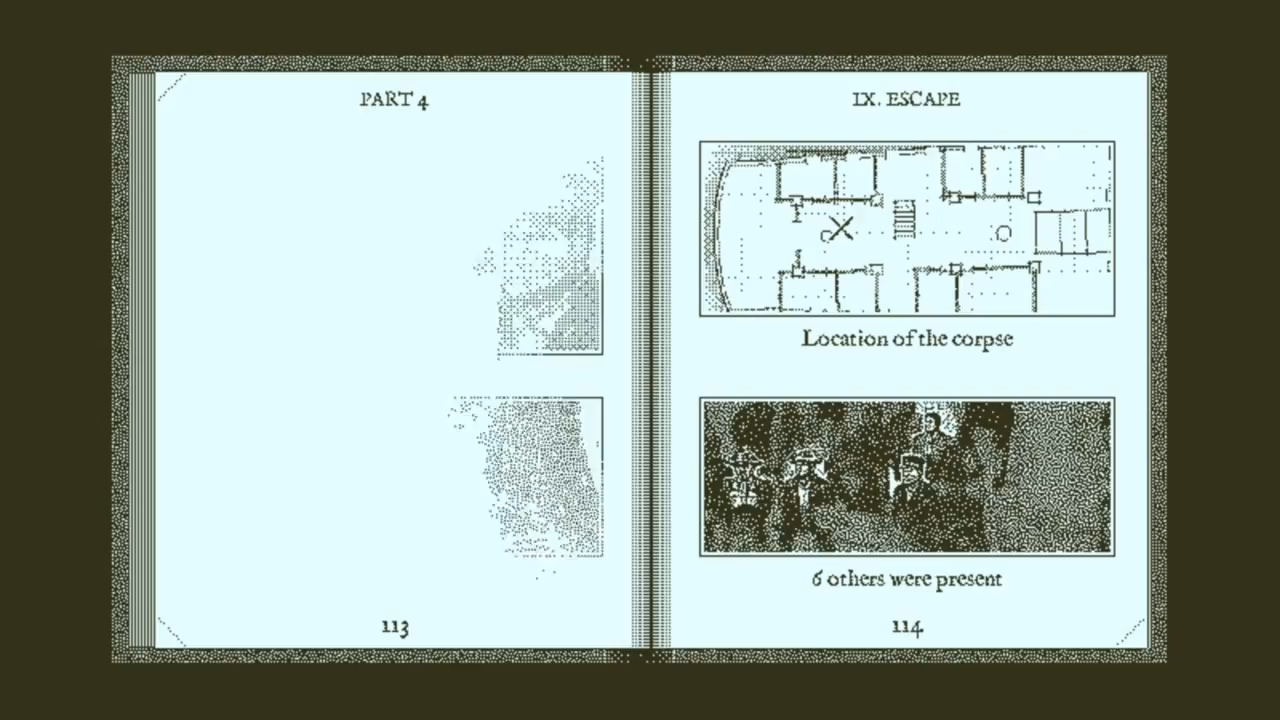 PART 4
113
IX. ESCAPE
Location of the corpse
6 others were present
114